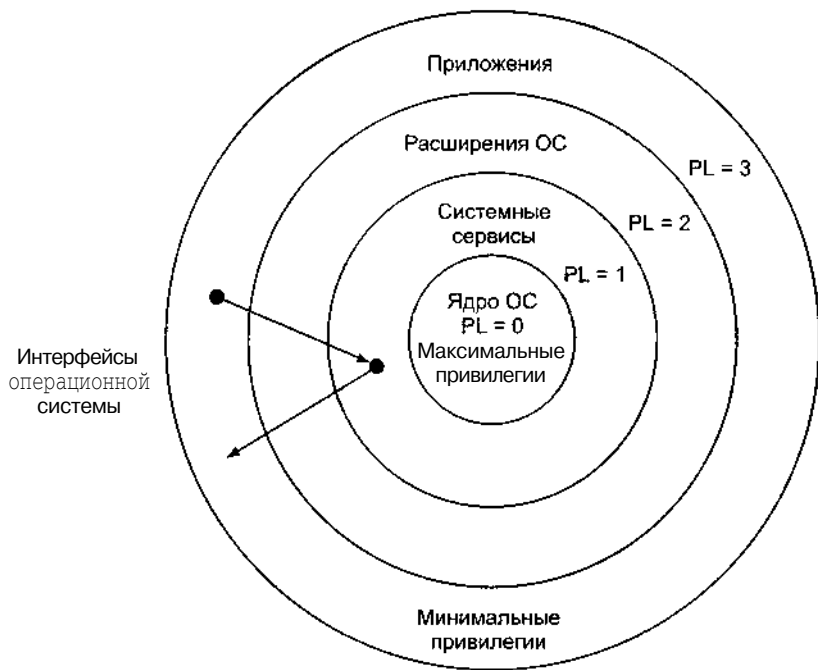 Приложения
Расширения ОС
PL = 3
Системные
сервисы
PL = 2
PL = 1
Ядро ОС
PL = 0
Максимальные
привилегии
Интерфейсы
операционной
системы
Минимальные
привилегии